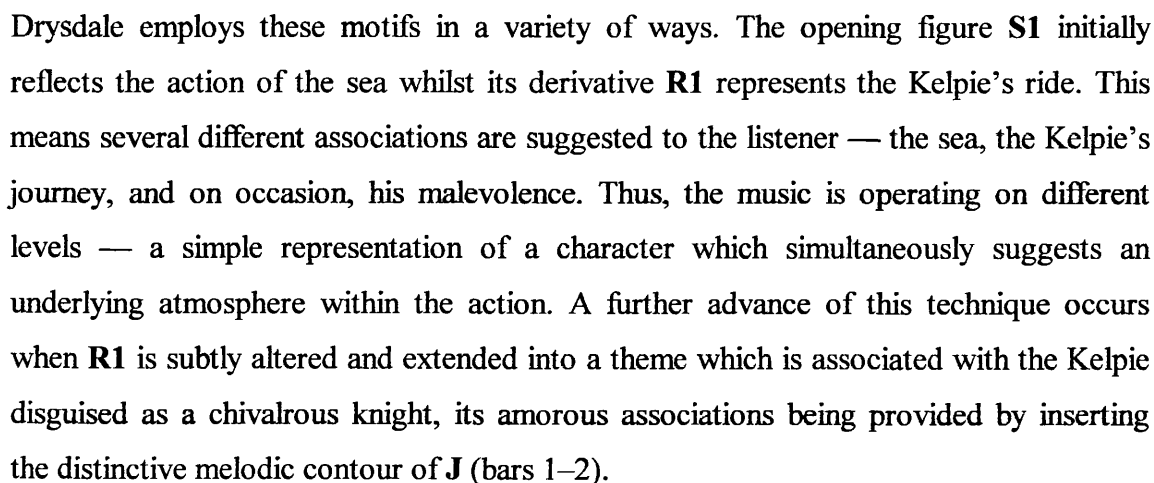 Drysdale employs these motifs in a variety of ways. The opening figure S1 initially
reflects the action of the sea whilst its derivative R1 represents the Kelpie's ride. This
means several different associations are suggested to the listener — the sea, the Kelpie's
journey, and on occasion, his malevolence. Thus, the music is operating on different
levels — a simple representation of a character which simultaneously suggests an
underlying atmosphere within the action. A further advance of this technique occurs
when R1 is subtly altered and extended into a theme which is associated with the Kelpie
disguised as a chivalrous knight, its amorous associations being provided by inserting
the distinctive melodic contour of J (bars 1–2).